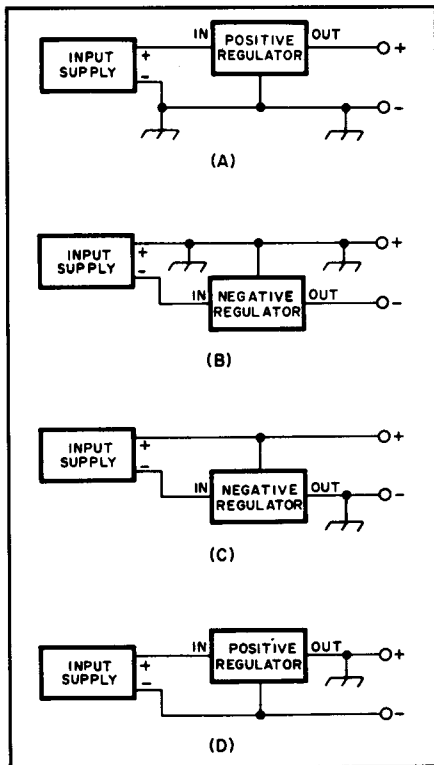 INPUT SUPPLY
+
-
IN
POSITIVE REGULATOR
OUT
+
-
(A)
INPUT SUPPLY
+
-
IN
NEGATIVE REGULATOR
OUT
+
-
(B)
INPUT SUPPLY
+
-
IN
NEGATIVE REGULATOR
OUT
+
-
(C)
INPUT SUPPLY
+
-
IN
POSITIVE REGULATOR
OUT
+
-
(D)